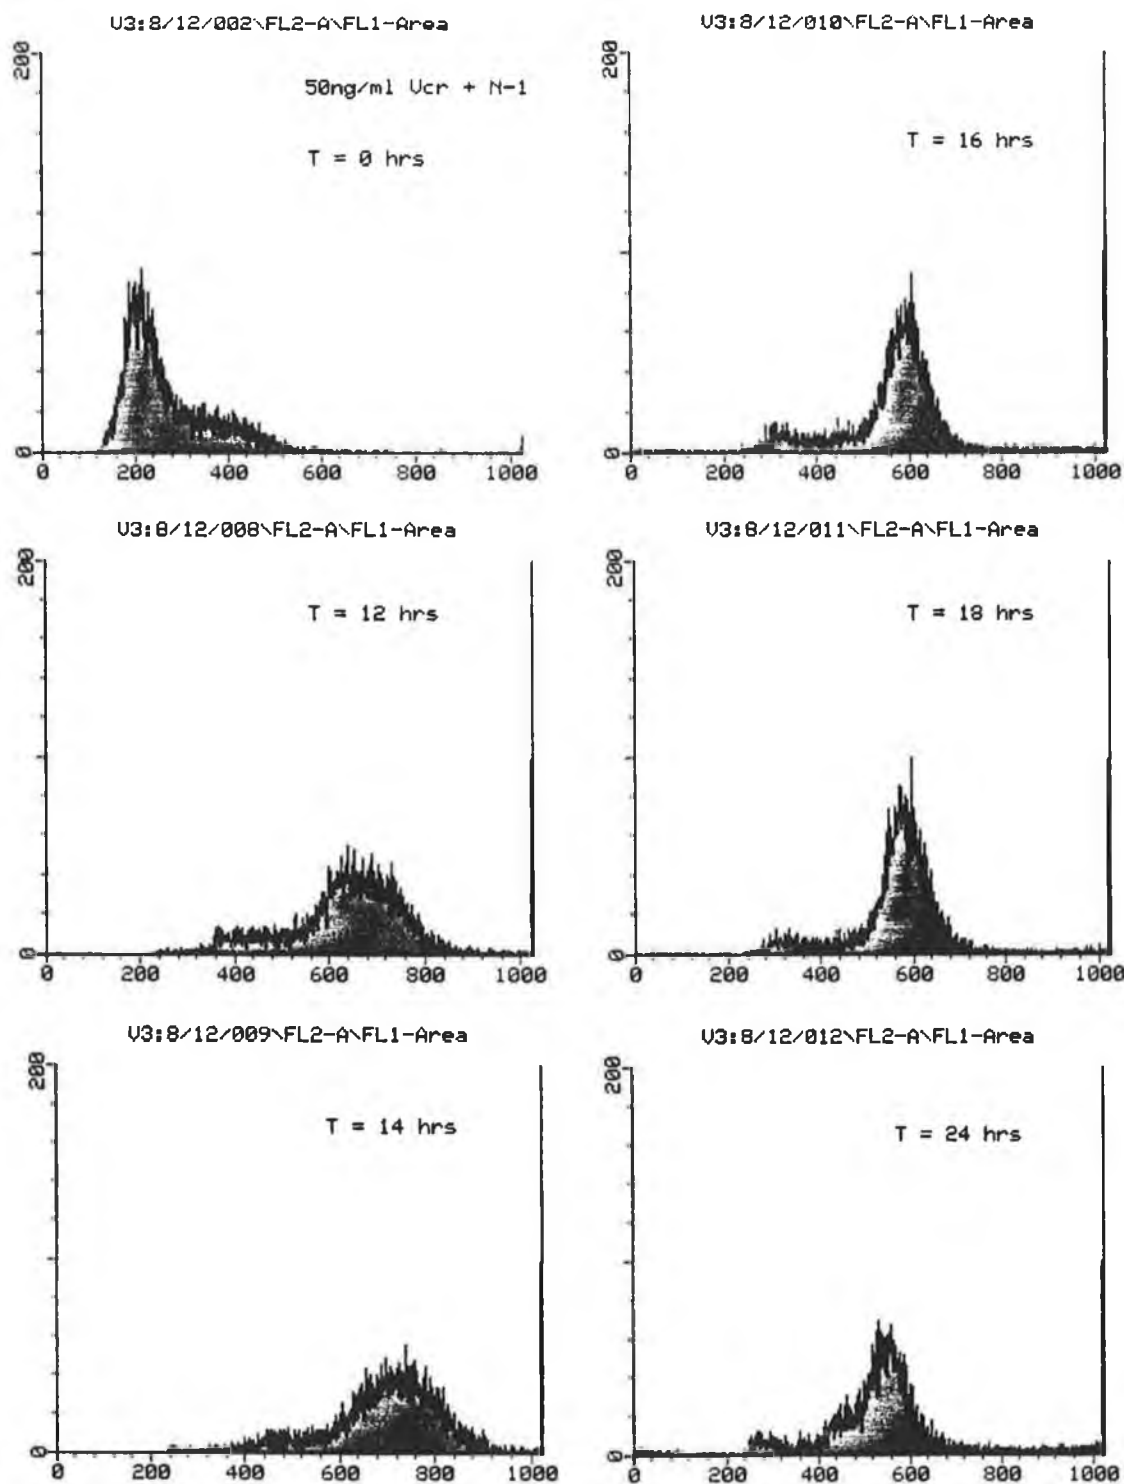 V3:8/12/002\FL2-A\FL1-Area
200
50ng/ml Vcr + N-1
T = 0 hrs
0
0 200 400 600 800 1000
V3:8/12/008\FL2-A\FL1-Area
200
T = 12 hrs
0
0 200 400 600 800 1000
V3:8/12/009\FL2-A\FL1-Area
200
T = 14 hrs
0
0 200 400 600 800 1000
V3:8/12/010\FL2-A\FL1-Area
200
T = 16 hrs
0
0 200 400 600 800 1000
V3:8/12/011\FL2-A\FL1-Area
200
T = 18 hrs
0
0 200 400 600 800 1000
V3:8/12/012\FL2-A\FL1-Area
200
T = 24 hrs
0
0 200 400 600 800 1000